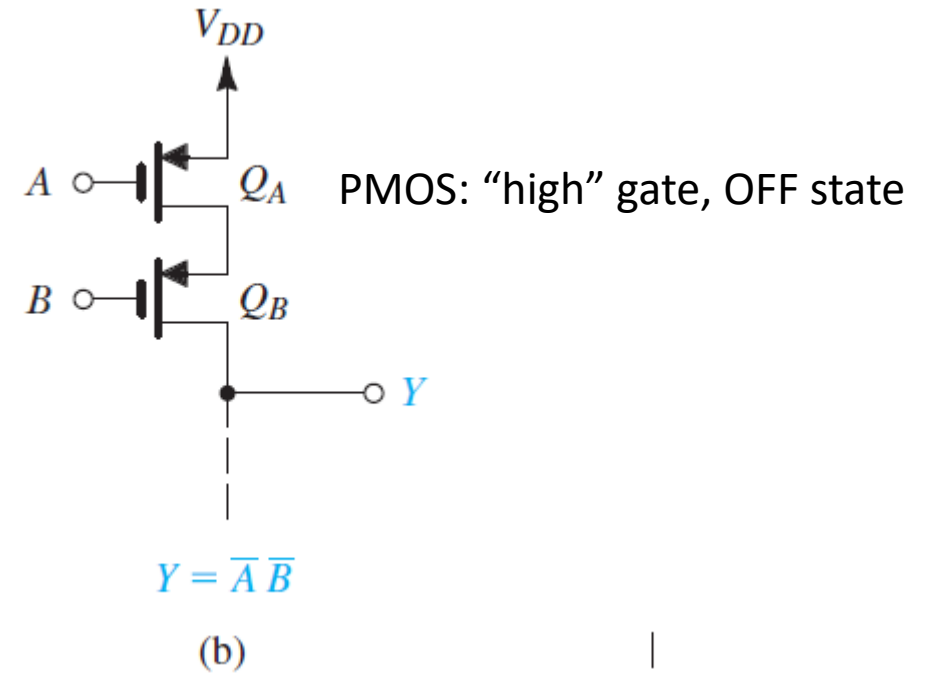 V_DD
A
Q_A
PMOS: “high” gate, OFF state
B
Q_B
Y
Y = A̅ B̅
(b)